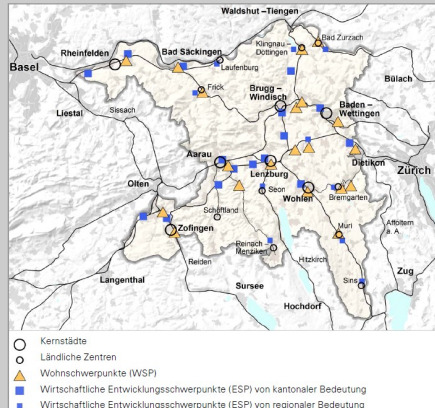 Waldshut –Tiengen
Bad Zurzach
Klingnau –
Döttingen
Rheinfelden
Bad Säckingen
Basel
Laufenburg
Bülach
Frick
Brugg –
Windisch
Liestal
Sissach
Baden –
Wettingen
Aarau
Dietikon
Zürich
Lenzburg
Olten
Seon
Wohlen
Bremgarten
Schöftland
Affoltern
a. A.
Zofingen
Muri
Reinach –
Menziken
Reiden
Hitzkirch
Zug
Langenthal
Sursee
Sins
Hochdorf
Kernstädte
Ländliche Zentren
Wohnschwerpunkte (WSP)
Wirtschaftliche Entwicklungsschwerpunkte (ESP) von kantonaler Bedeutung
Wirtschaftliche Entwicklungsschwerpunkte (ESP) von regionaler Bedeutung